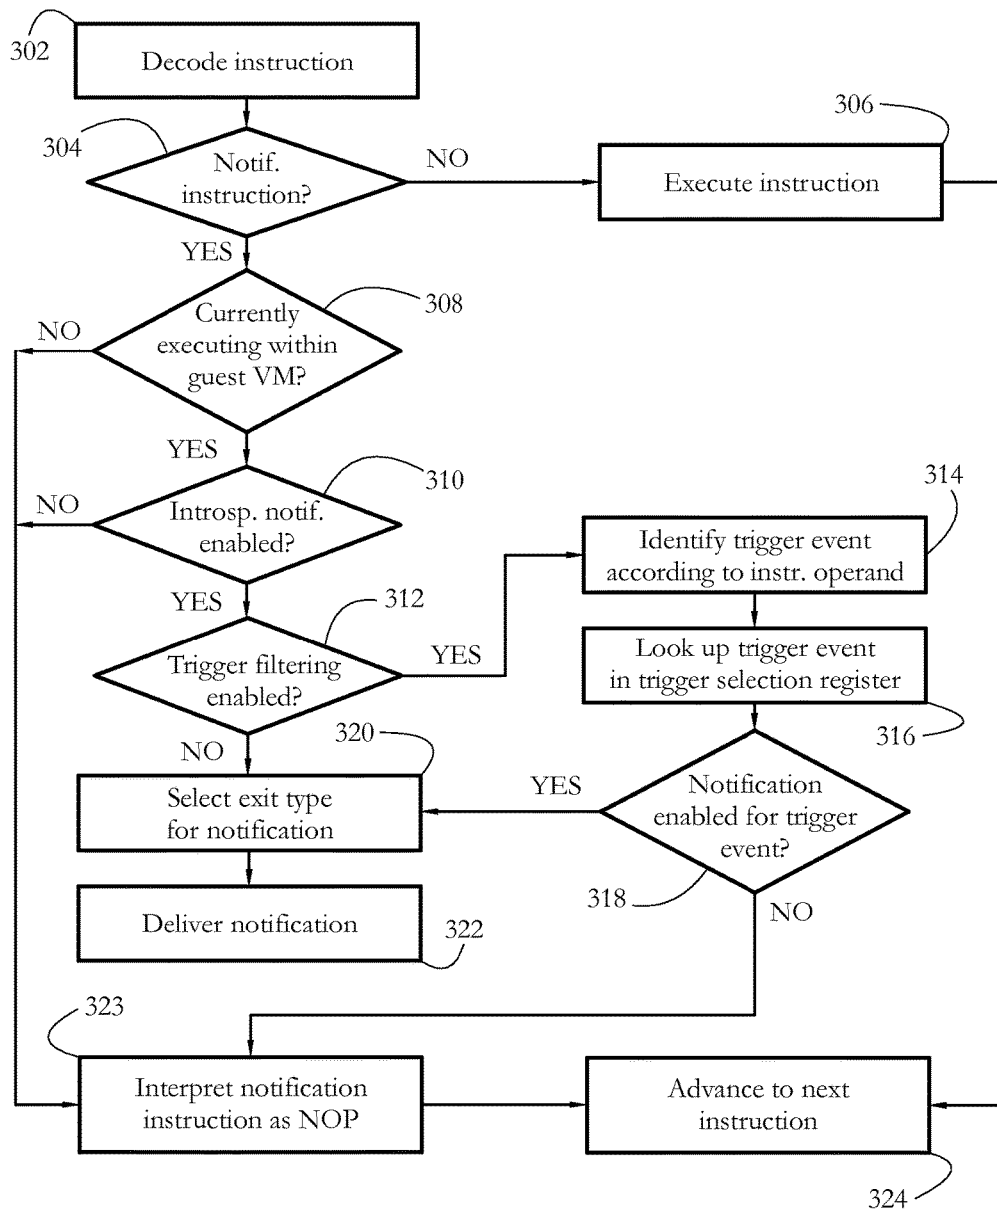 302
Decode instruction
304
Notif.
instruction?
NO
306
Execute instruction
YES
308
Currently
executing within
guest VM?
NO
YES
310
Introsp. notif.
enabled?
NO
YES
312
Trigger filtering
enabled?
YES
314
Identify trigger event
according to instr. operand
Look up trigger event
in trigger selection register
316
NO
320
Select exit type
for notification
YES
Notification
enabled for trigger
event?
318
NO
Deliver notification
322
323
Interpret notification
instruction as NOP
Advance to next
instruction
324